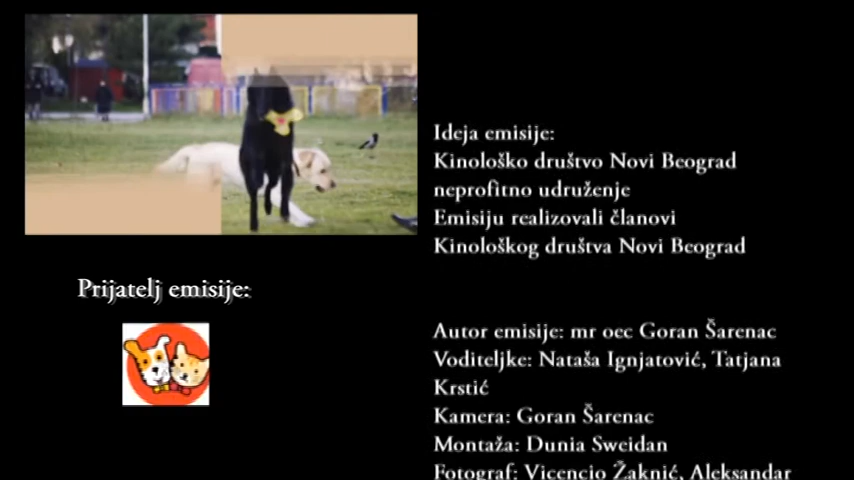 Ideja emisije:
Kinološko društvo Novi Beograd
neprofitno udruženje
Emisiju realizovali članovi
Kinološkog društva Novi Beograd
Prijatelj emisije:
Autor emisije: mr oec Goran Šarenac
Voditeljke: Nataša Ignjatović, Tatjana
Krstić
Kamera: Goran Šarenac
Montaža: Dunia Sweidan
Fotograf: Vicencio Žaknić, Aleksandar